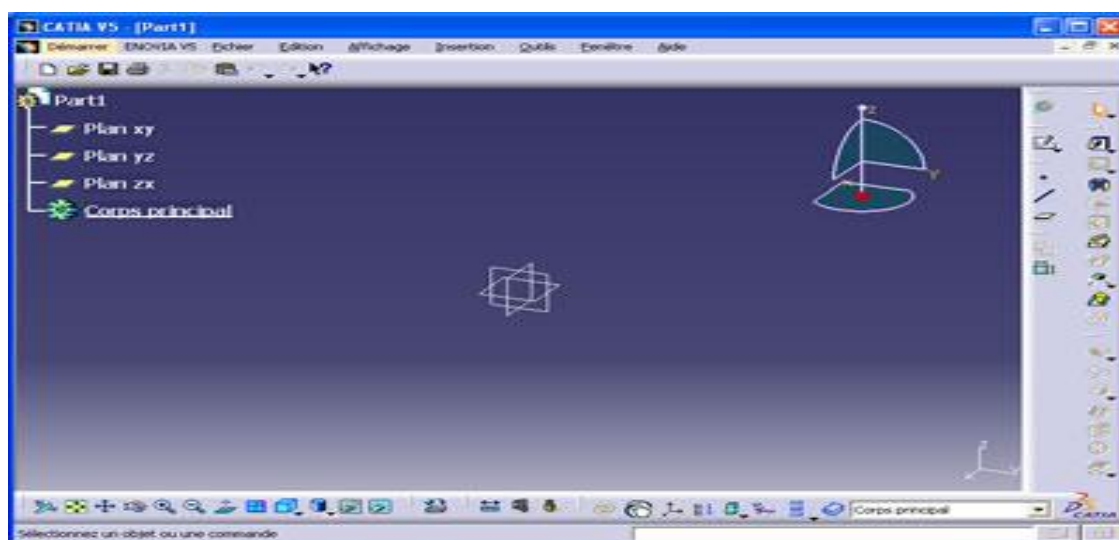 CATIA V5 - [Part1]
Démarrer ENOVIA V5 Fichier Edition Affichage Insertion Outils Fenêtre Aide
Part1
Plan xy
Plan yz
Plan zx
Corps principal
z
Y
z
Corps principal
CATIA
Sélectionnez un objet ou une commande